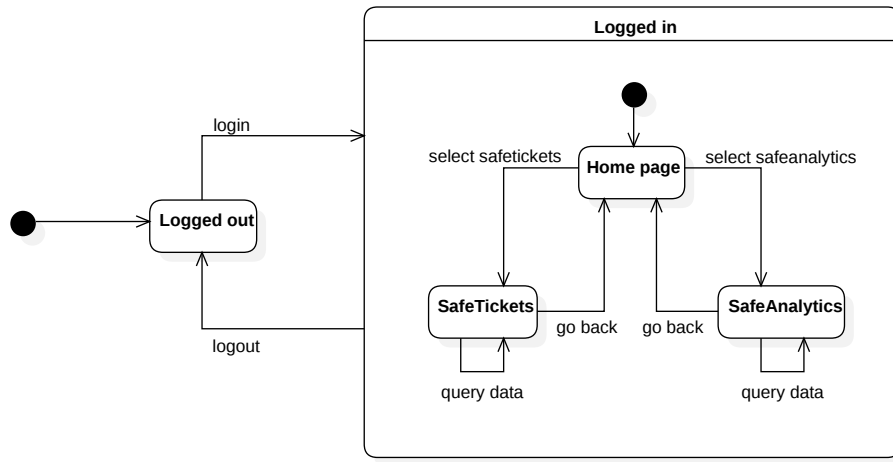 Logged in
login
select safetickets
Home page
select safeanalytics
Logged out
SafeTickets
SafeAnalytics
go back
go back
logout
query data
query data